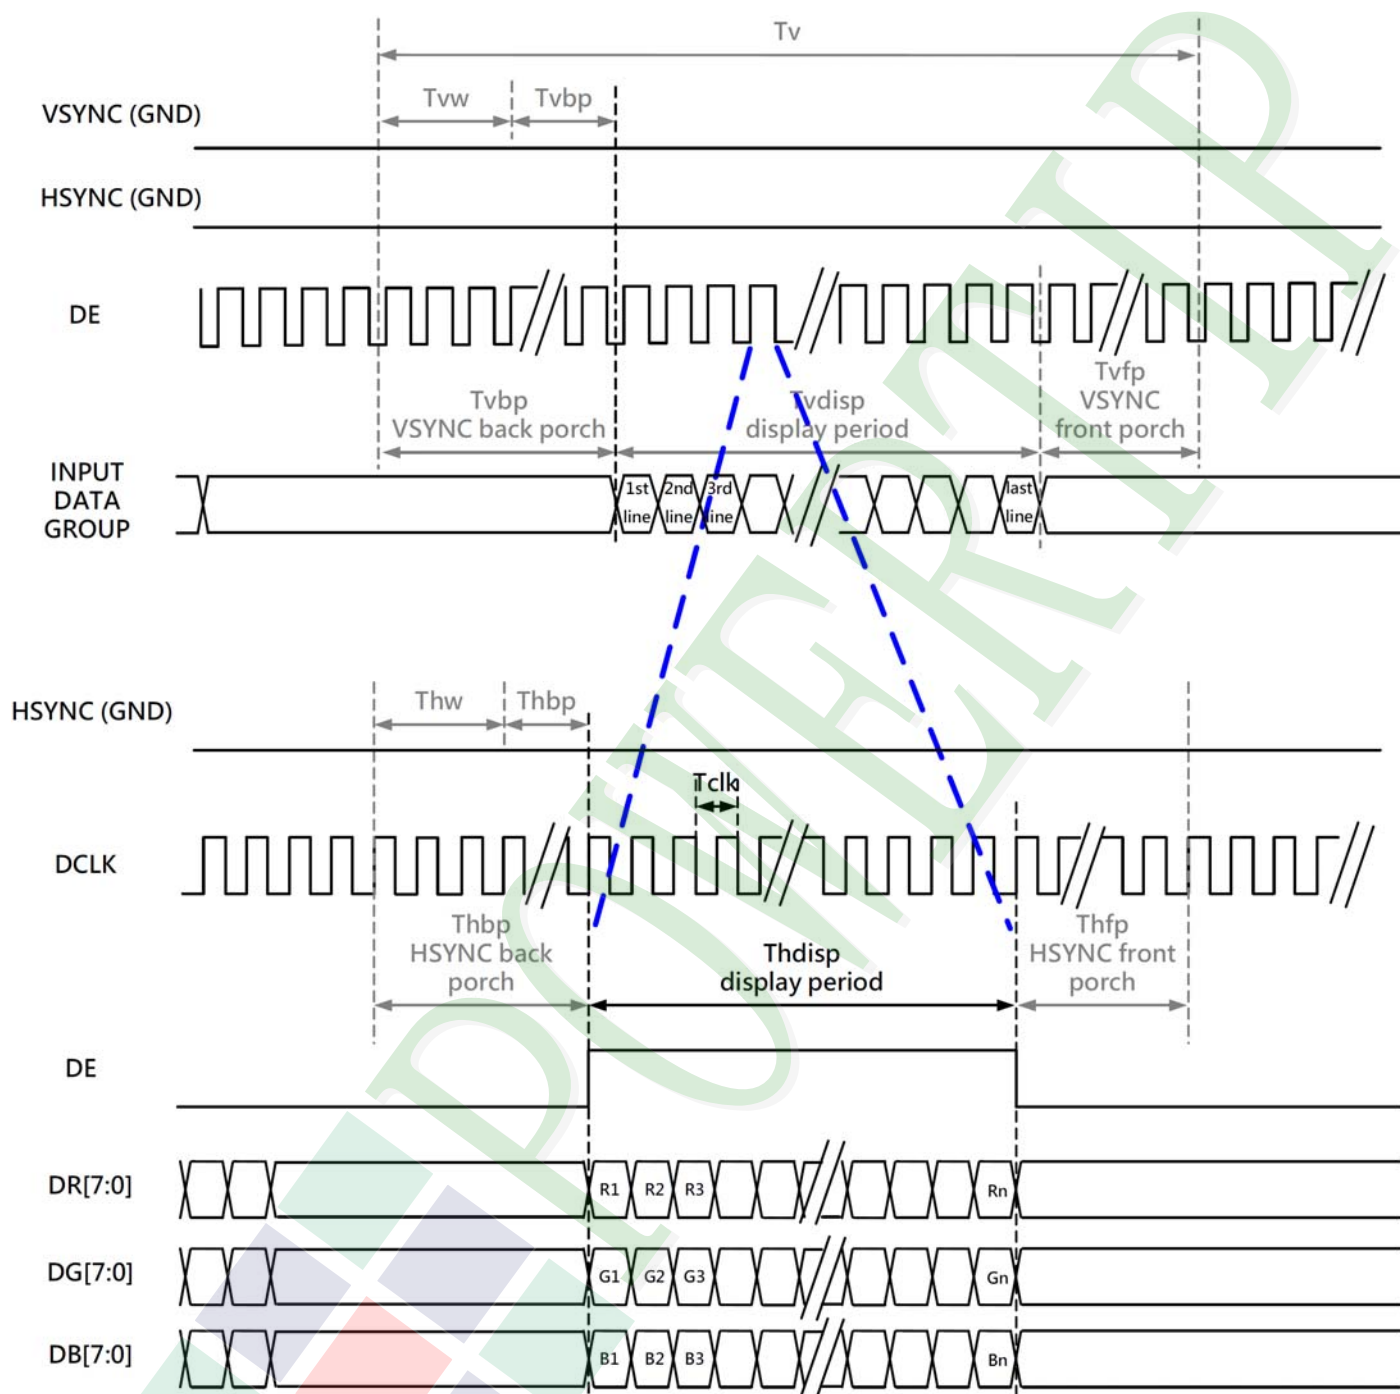 Tv
Tvw
Tvbp
VSYNC (GND)
HSYNC (GND)
DE
Tvbp
VSYNC back porch
Tvdisp
display period
Tvfp
VSYNC
front porch
INPUT
DATA
GROUP
1st
line
2nd
line
3rd
line
last
line
HSYNC (GND)
Thw
Thbp
Tclk
DCLK
Thbp
HSYNC back
porch
Thdisp
display period
Thfp
HSYNC front
porch
DE
DR[7:0]
R1
R2
R3
Rn
DG[7:0]
G1
G2
G3
Gn
DB[7:0]
B1
B2
B3
Bn
POWERTIP